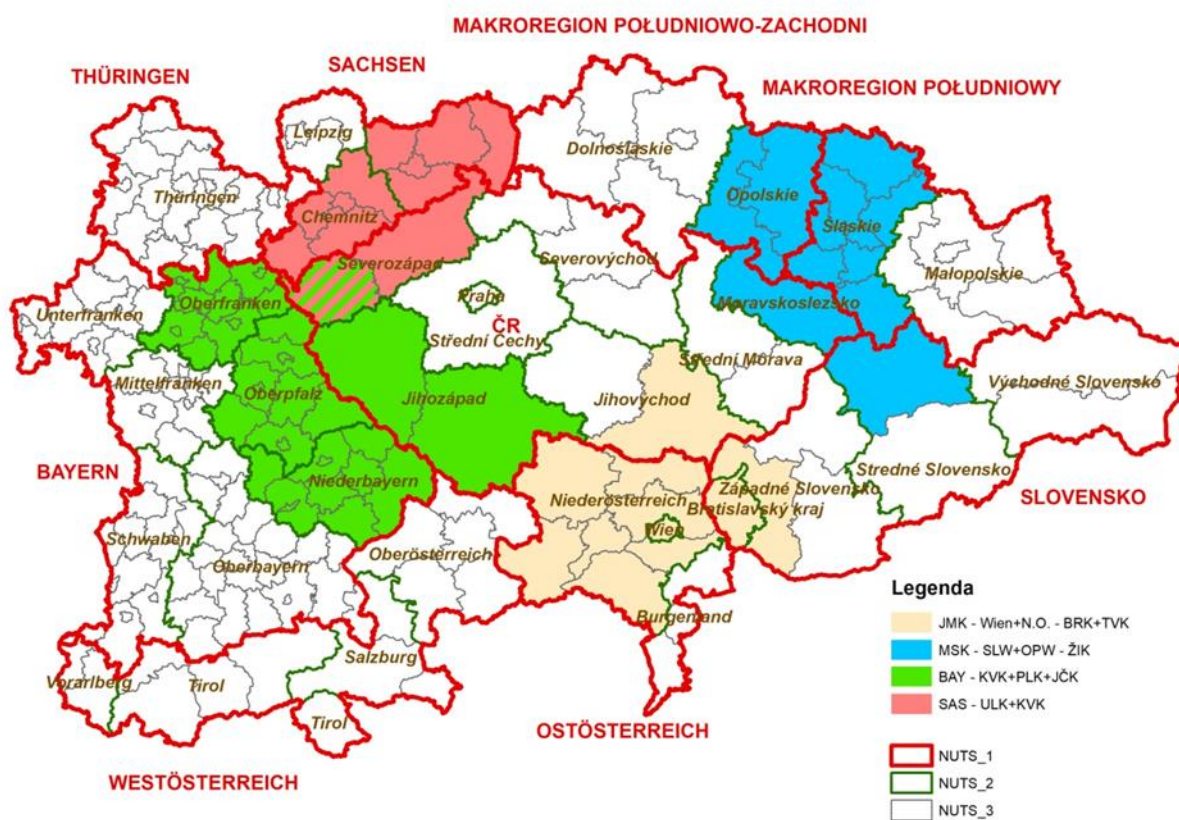 MAKROREGION POŁUDNIOWO-ZACHODNI
SACHSEN
THÜRINGEN
MAKROREGION POŁUDNIOWY
Leipzig
Dolnośląskie
Thüringen
Opolskie
Chemnitz
Śląskie
Severozápad
Severovýchod
Małopolskie
Oberfranken
Praha
Moravskoslezsko
Unterfranken
ČR
Střední Čechy
Střední Morava
Východné Slovensko
Mittelfranken
Oberpfalz
Jihozápad
Jihovýchod
BAYERN
Niederbayern
Stredné Slovensko
Západné Slovensko
SLOVENSKO
Niederösterreich
Bratislavský kraj
Wien
Schwaben
Oberbayern
Oberösterreich
Burgenland
Salzburg
Vorarlberg
Tirol
Tirol
OSTÖSTERREICH
WESTÖSTERREICH
Legenda
JMK - Wien+N.O. - BRK+TVK
MSK - SLW+OPW - ŽIK
BAY - KVK+PLK+JČK
SAS - ULK+KVK
NUTS_1
NUTS_2
NUTS_3